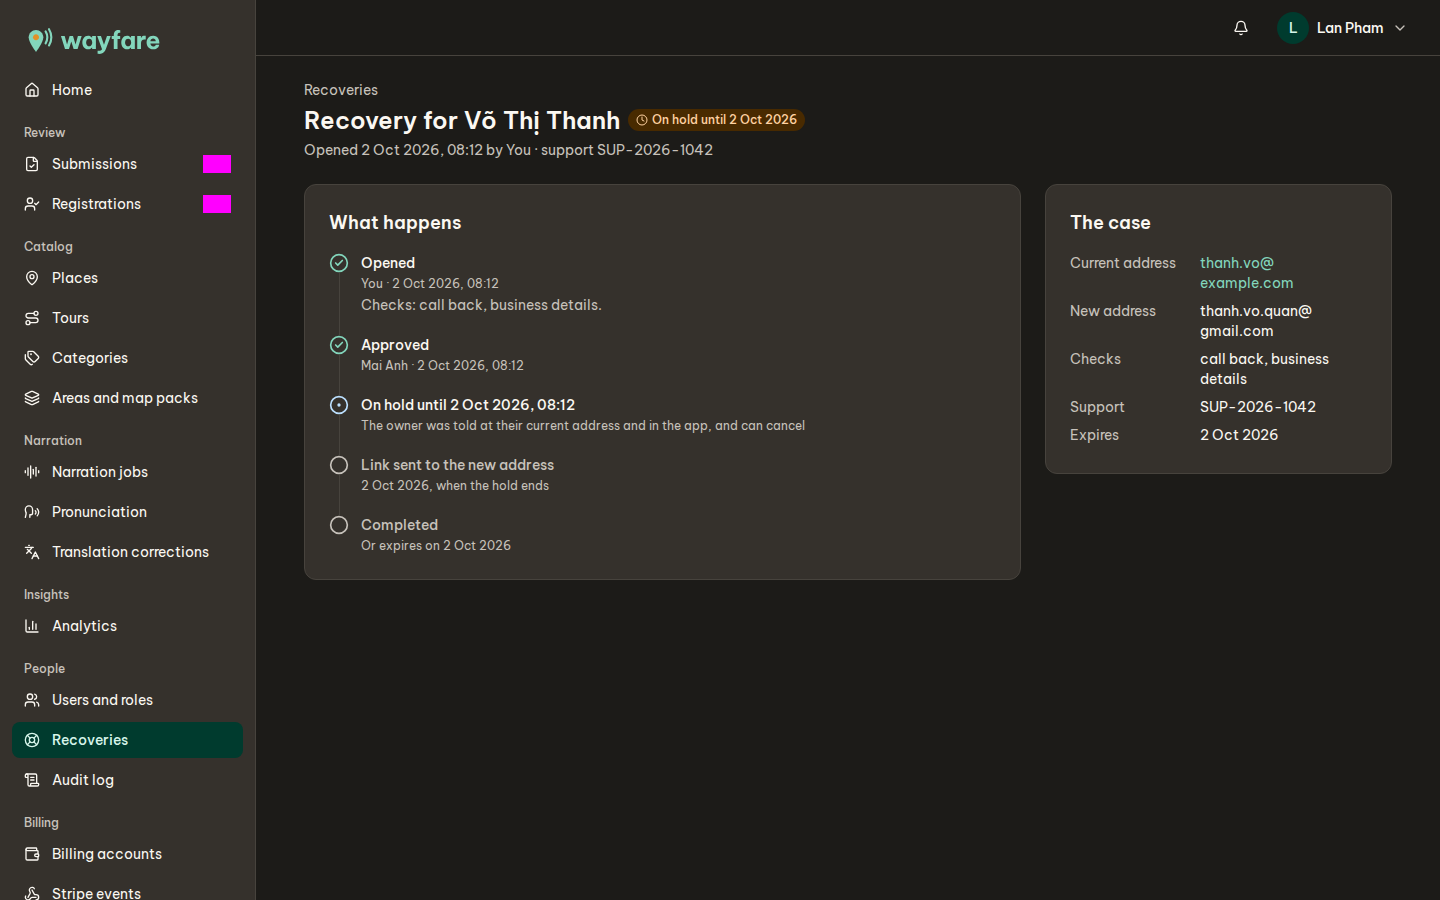 wayfare
Home
Review
Submissions
Registrations
Catalog
Places
Tours
Categories
Areas and map packs
Narration
Narration jobs
Pronunciation
Translation corrections
Insights
Analytics
People
Users and roles
Recoveries
Audit log
Billing
Billing accounts
Stripe events
L Lan Pham
Recoveries
Recovery for Võ Thị Thanh On hold until 2 Oct 2026
Opened 2 Oct 2026, 08:12 by You · support SUP-2026-1042
What happens
Opened
You · 2 Oct 2026, 08:12
Checks: call back, business details.
Approved
Mai Anh · 2 Oct 2026, 08:12
On hold until 2 Oct 2026, 08:12
The owner was told at their current address and in the app, and can cancel
Link sent to the new address
2 Oct 2026, when the hold ends
Completed
Or expires on 2 Oct 2026
The case
Current address thanh.vo@
example.com
New address thanh.vo.quan@
gmail.com
Checks call back, business
details
Support SUP-2026-1042
Expires 2 Oct 2026